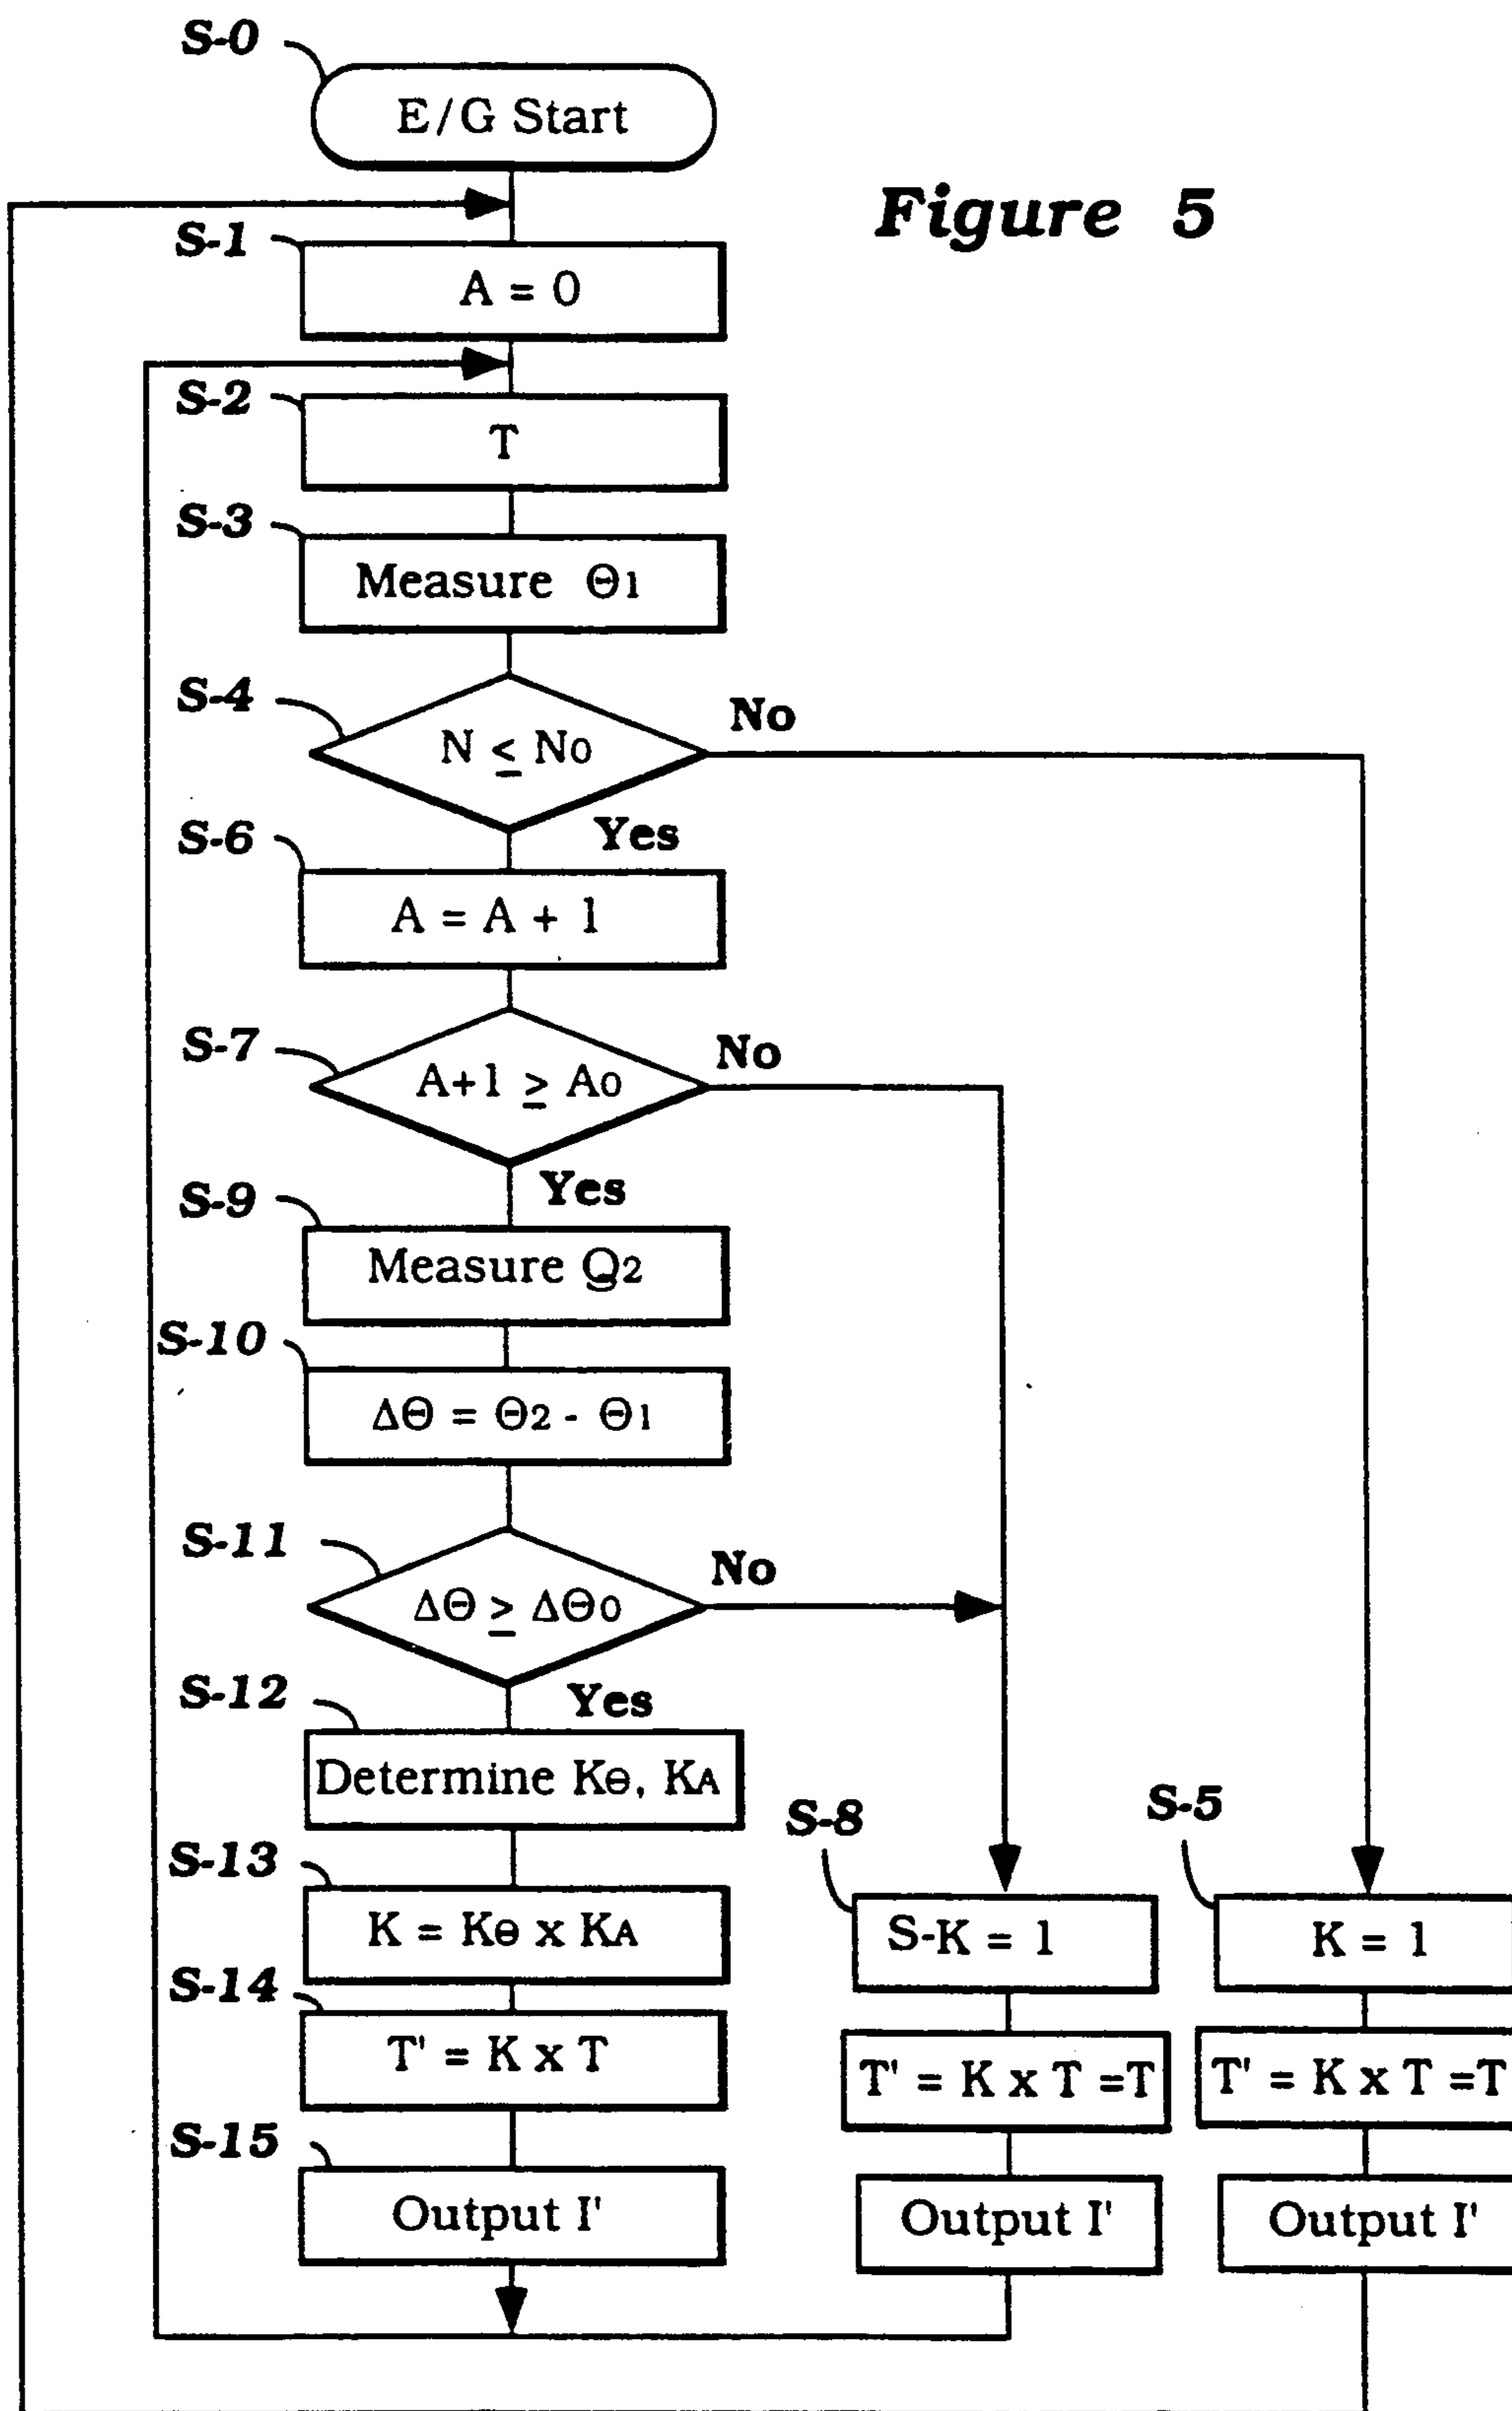 S-0
E/G Start
Figure 5
S-1
A = 0
S-2
T
S-3
Measure Θ1
S-4
N ≤ No
No
Yes
S-6
A = A + 1
S-7
A+1 ≥ Ao
No
Yes
S-9
Measure Q2
S-10
ΔΘ = Θ2 - Θ1
S-11
ΔΘ ≥ ΔΘo
No
Yes
S-12
Determine KΘ, KA
S-13
K = KΘ x KA
S-14
T' = K x T
S-15
Output I'
S-8
S-K = 1
T' = K x T =T
Output I'
S-5
K = 1
T' = K x T =T
Output I'